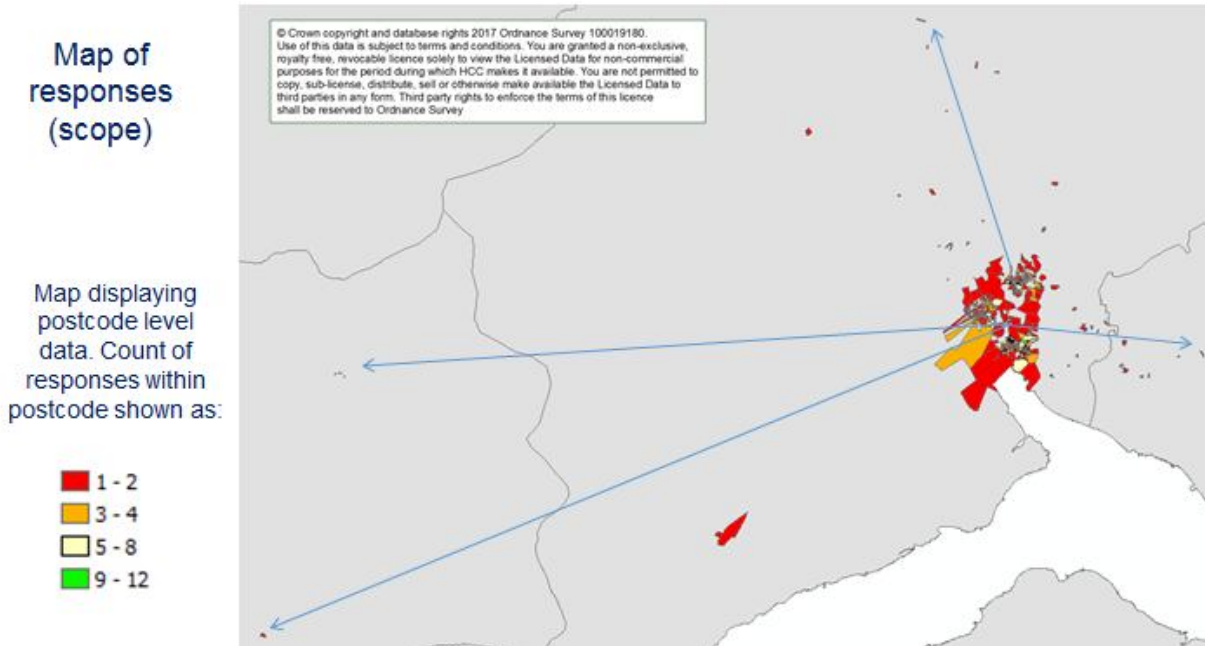 Map of
responses
(scope)
Map displaying
postcode level
data. Count of
responses within
postcode shown as:
1 - 2
3 - 4
5 - 8
9 - 12
© Crown copyright and database rights 2017 Ordnance Survey 100019180.
Use of this data is subject to terms and conditions. You are granted a non-exclusive,
royalty free, revocable licence solely to view the Licensed Data for non-commercial
purposes for the period during which HCC makes it available. You are not permitted to
copy, sub-license, distribute, sell or otherwise make available the Licensed Data to
third parties in any form. Third party rights to enforce the terms of this licence
shall be reserved to Ordnance Survey